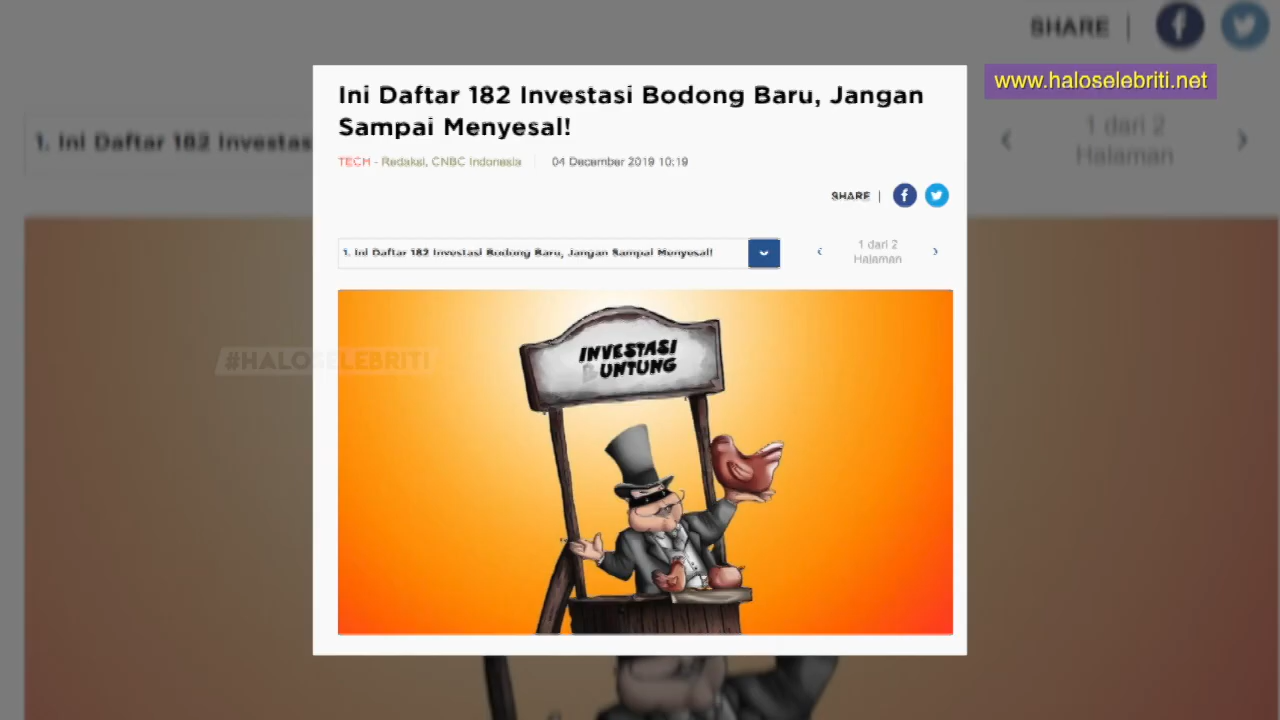 SHARE |
www.haloselebriti.net
1. Ini Daftar 182 Investas
1 dari 2
Halaman
Ini Daftar 182 Investasi Bodong Baru, Jangan
Sampai Menyesal!
TECH - Redaksi, CNBC Indonesia
04 December 2019 10:19
SHARE |
1. Ini Daftar 182 Investasi Bodong Baru, Jangan Sampai Menyesal!
1 dari 2
Halaman
#HALOSELEBRITI
INVESTASI
BUNTUNG